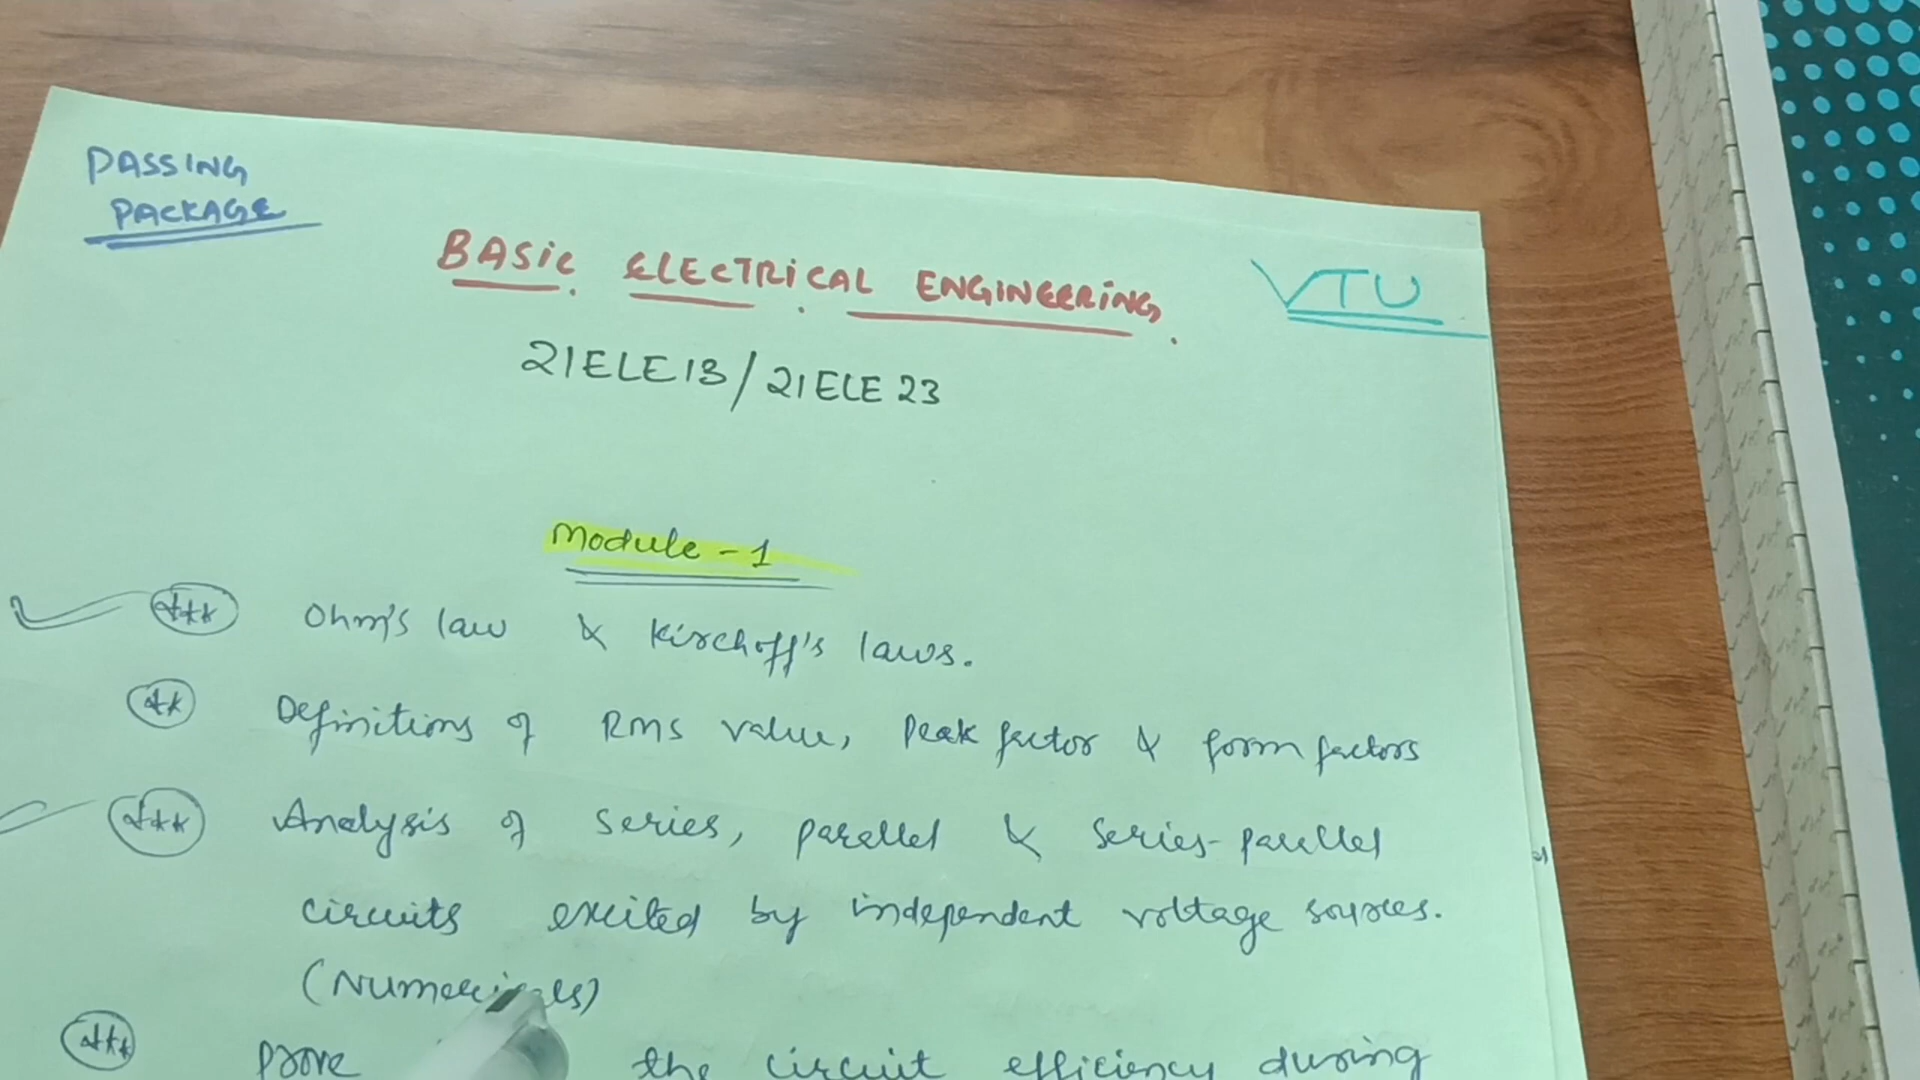 PASSING
PACKAGE
BASIC ELECTRICAL ENGINEERING.
VTU
21ELE13/21ELE23
Module-1
*** Ohm's law & Kirchoff's laws.
** Definitions of RMS value, Peak factor & form factors
*** Analysis of series, parallel & series-parallel
circuits excited by independent voltage sources.
(Numericals)
*** Prove the circuit efficiency during